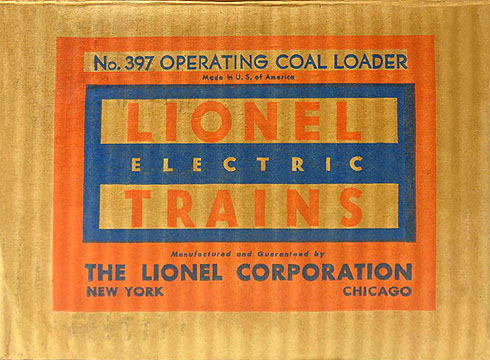 No. 397 OPERATING COAL LOADER
Made in U.S. of America
LIONEL
ELECTRIC
TRAINS
Manufactured and Guaranteed by
THE LIONEL CORPORATION
NEW YORK CHICAGO